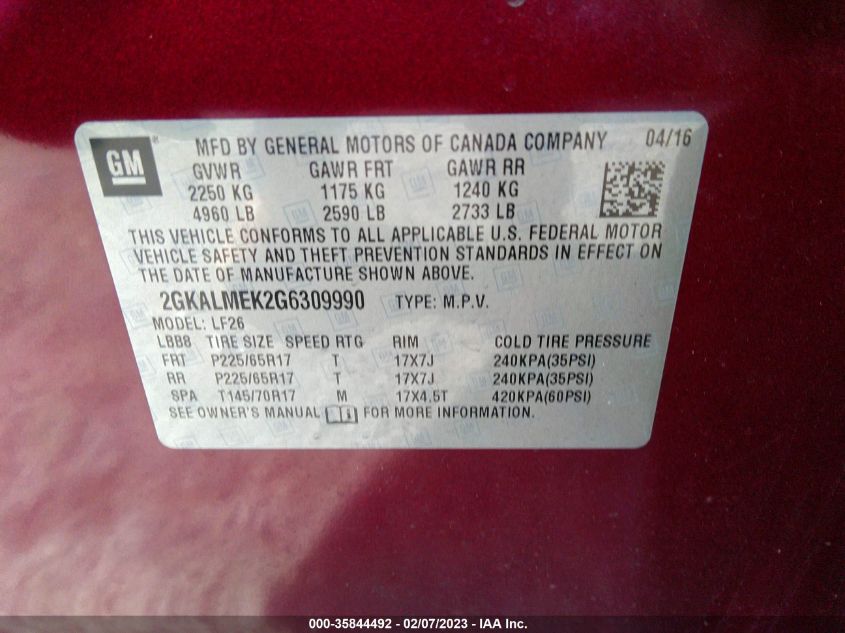 GM
MFD BY GENERAL MOTORS OF CANADA COMPANY 04/16
GVWR GAWR FRT GAWR RR
2250 KG 1175 KG 1240 KG
4960 LB 2590 LB 2733 LB
THIS VEHICLE CONFORMS TO ALL APPLICABLE U.S. FEDERAL MOTOR
VEHICLE SAFETY AND THEFT PREVENTION STANDARDS IN EFFECT ON
THE DATE OF MANUFACTURE SHOWN ABOVE.
2GKALMEK2G6309990 TYPE: M.P.V.
MODEL: LF26
LBB8 TIRE SIZE SPEED RTG RIM COLD TIRE PRESSURE
FRT P225/65R17 T 17X7J 240KPA(35PSI)
RR P225/65R17 T 17X7J 240KPA(35PSI)
SPA T145/70R17 M 17X4.5T 420KPA(60PSI)
SEE OWNER'S MANUAL FOR MORE INFORMATION.
000-35844492 - 02/07/2023 - IAA Inc.